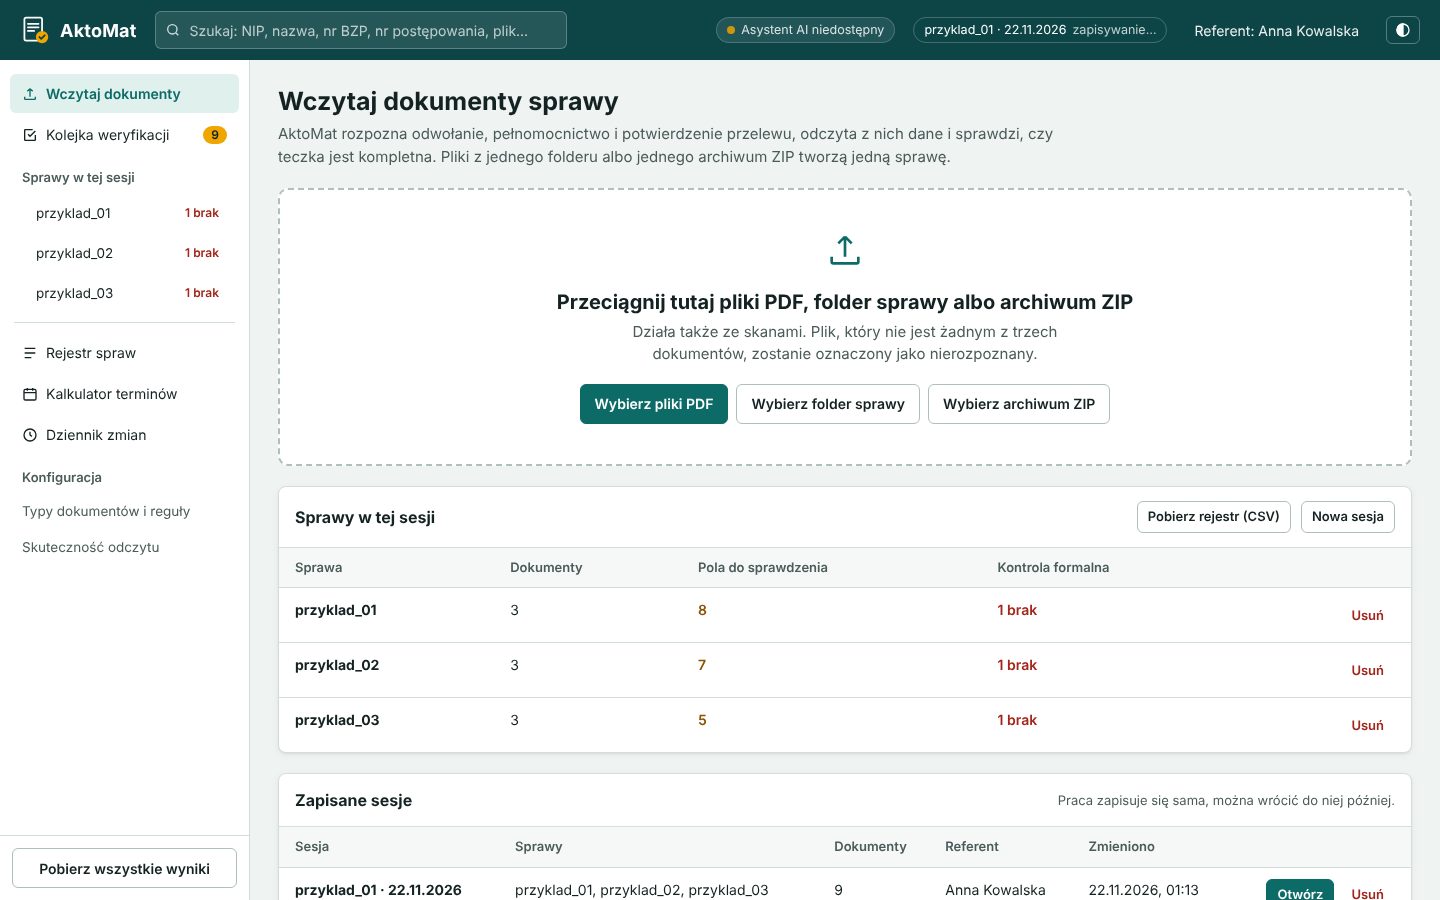 AktoMat
Szukaj: NIP, nazwa, nr BZP, nr postępowania, plik...
Asystent AI niedostępny
przyklad_01 · 22.11.2026 zapisywanie...
Referent: Anna Kowalska
Wczytaj dokumenty
Kolejka weryfikacji 9
Sprawy w tej sesji
przyklad_01 1 brak
przyklad_02 1 brak
przyklad_03 1 brak
Rejestr spraw
Kalkulator terminów
Dziennik zmian
Konfiguracja
Typy dokumentów i reguły
Skuteczność odczytu
Pobierz wszystkie wyniki
Wczytaj dokumenty sprawy
AktoMat rozpozna odwołanie, pełnomocnictwo i potwierdzenie przelewu, odczyta z nich dane i sprawdzi, czy
teczka jest kompletna. Pliki z jednego folderu albo jednego archiwum ZIP tworzą jedną sprawę.
Przeciągnij tutaj pliki PDF, folder sprawy albo archiwum ZIP
Działa także ze skanami. Plik, który nie jest żadnym z trzech
dokumentów, zostanie oznaczony jako nierozpoznany.
Wybierz pliki PDF Wybierz folder sprawy Wybierz archiwum ZIP
Sprawy w tej sesji Pobierz rejestr (CSV) Nowa sesja
Sprawa Dokumenty Pola do sprawdzenia Kontrola formalna
przyklad_01 3 8 1 brak Usuń
przyklad_02 3 7 1 brak Usuń
przyklad_03 3 5 1 brak Usuń
Zapisane sesje Praca zapisuje się sama, można wrócić do niej później.
Sesja Sprawy Dokumenty Referent Zmieniono
przyklad_01 · 22.11.2026 przyklad_01, przyklad_02, przyklad_03 9 Anna Kowalska 22.11.2026, 01:13 Otwórz Usuń